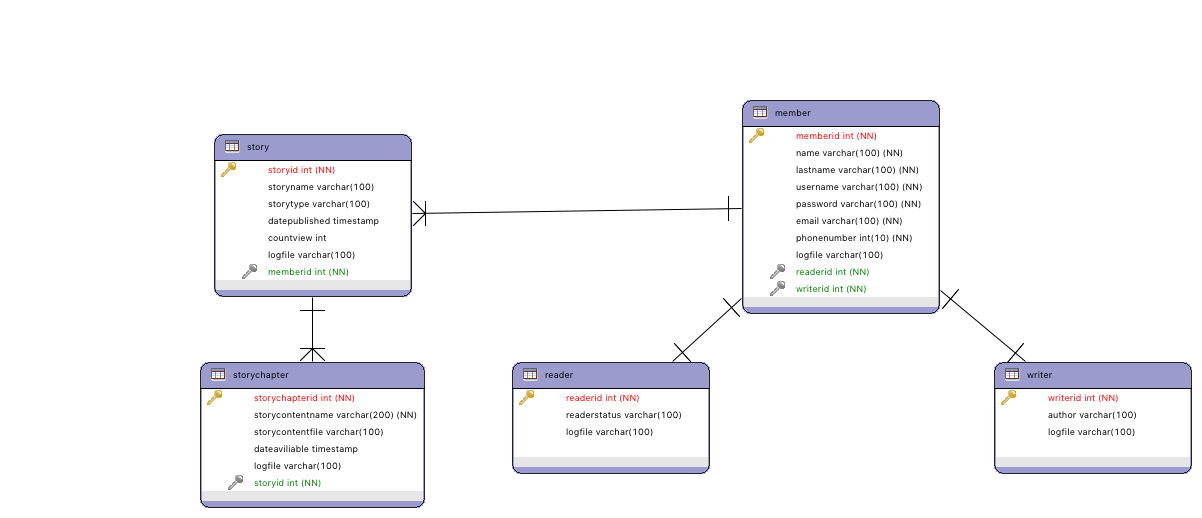 member
memberid int (NN)
name varchar(100) (NN)
lastname varchar(100) (NN)
username varchar(100) (NN)
password varchar(100) (NN)
email varchar(100) (NN)
phonenumber int(10) (NN)
logfile varchar(100)
readerid int (NN)
writerid int (NN)
story
storyid int (NN)
storyname varchar(100)
storytype varchar(100)
datepublished timestamp
countview int
logfile varchar(100)
memberid int (NN)
storychapter
storychapterid int (NN)
storycontentname varchar(200) (NN)
storycontentfile varchar(100)
dateaviliable timestamp
logfile varchar(100)
storyid int (NN)
reader
readerid int (NN)
readerstatus varchar(100)
logfile varchar(100)
writer
writerid int (NN)
author varchar(100)
logfile varchar(100)